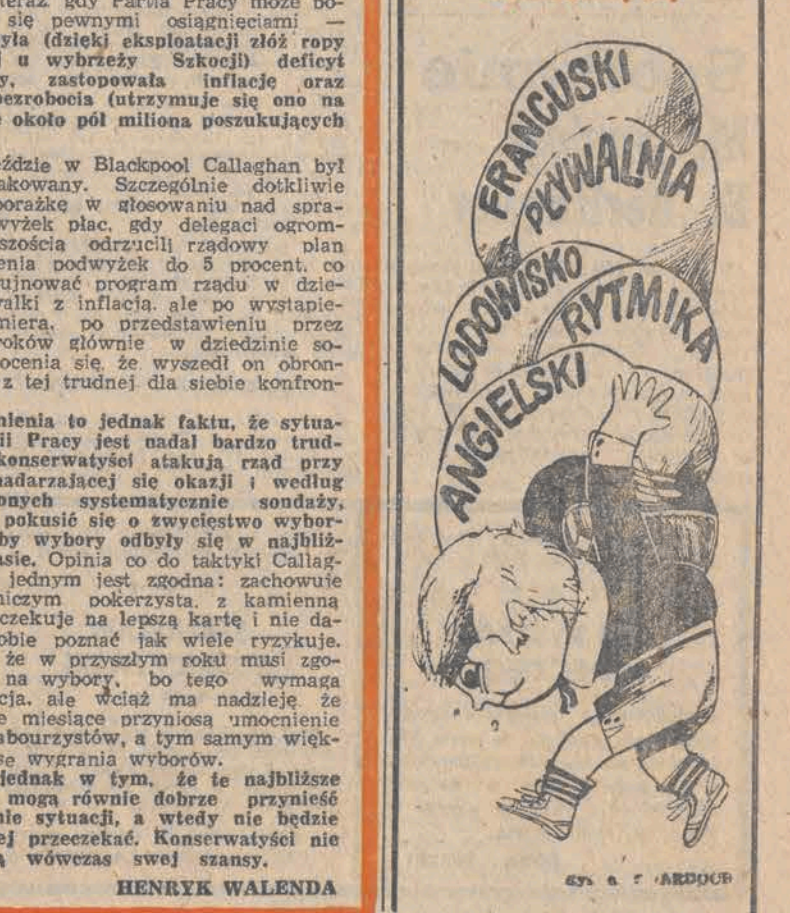 teraz gdy Partia Pracy może po-
się pewnymi osiągnięciami —
yła (dzięki eksploatacji złóż ropy
u wybrzeży Szkocji) deficyt
y, zastopowała inflację oraz
bezrobocia (utrzymuje się ono na
około pół miliona poszukujących
eździe w Blackpool Callaghan był
akowany. Szczególnie dotkliwie
porażkę w głosowaniu nad spra-
wyżek płac, gdy delegaci ogrom-
szością odrzucili rządowy plan
enia podwyżek do 5 procent, co
ujnować program rządu w dzie-
alki z inflacją, ale po wystąpie-
miera, po przedstawieniu przez
roków głównie w dziedzinie so-
ocenia się, że wyszedł on obron-
z tej trudnej dla siebie konfron-
mienia to jednak faktu, że sytua-
ii Pracy jest nadal bardzo trud-
konserwatyści atakują rząd przy
nadarzającej się okazji i według
onych systematycznie sondaży,
pokusić się o zwycięstwo wybor-
by wybory odbyły się w najbliż-
asie. Opinia co do taktyki Callag-
jednym jest zgodna: zachowuje
niczym pokerzysta, z kamienną
czekuje na lepszą kartę i nie da-
obie poznać jak wiele ryzykuje.
że w przyszłym roku musi zgo-
na wybory, bo tego wymaga
cja, ale wciąż ma nadzieję że
e miesiące przyniosą umocnienie
abourzystów, a tym samym więk-
sę wygrania wyborów.
jednak w tym, że te najbliższe
mogą równie dobrze przynieść
nie sytuacji, a wtedy nie będzie
ej przeczekać. Konserwatyści nie
ą wówczas swej szansy.
HENRYK WALENDA
FRANCUSKI
PŁYWALNIA
LODOWISKO
RYTMIKA
ANGIELSKI